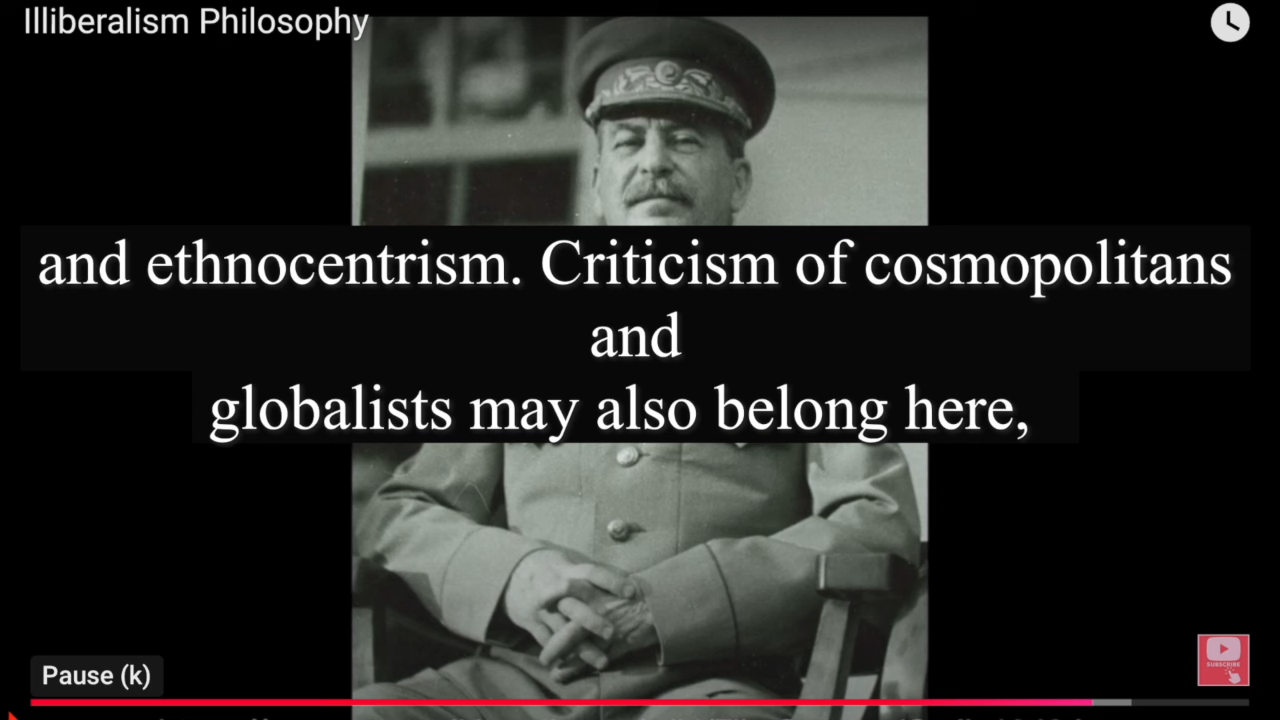 Illiberalism Philosophy
and ethnocentrism. Criticism of cosmopolitans
and
globalists may also belong here,
SUBSCRIBE
Pause (k)